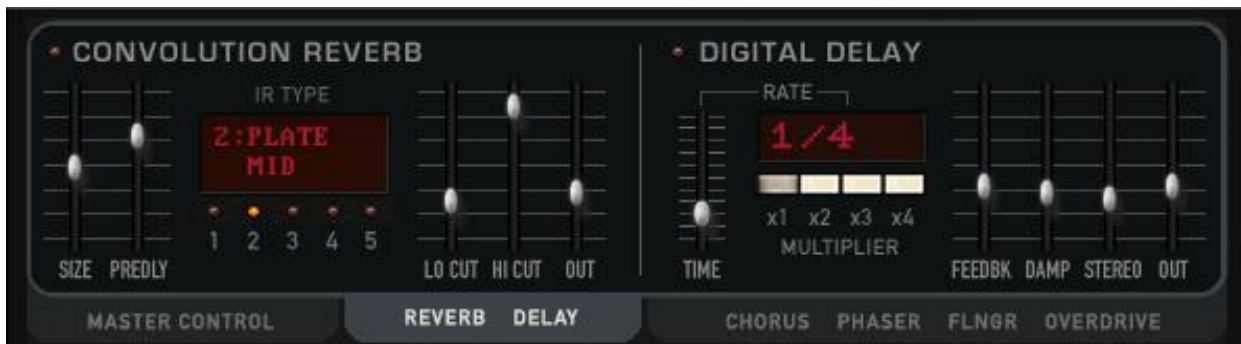 CONVOLUTION REVERB
IR TYPE
2:PLATE
MID
1 2 3 4 5
SIZE PREDLY LO CUT HI CUT OUT
DIGITAL DELAY
RATE
1/4
x1 x2 x3 x4
MULTIPLIER
TIME FEEDBK DAMP STEREO OUT
MASTER CONTROL REVERB DELAY CHORUS PHASER FLNGR OVERDRIVE